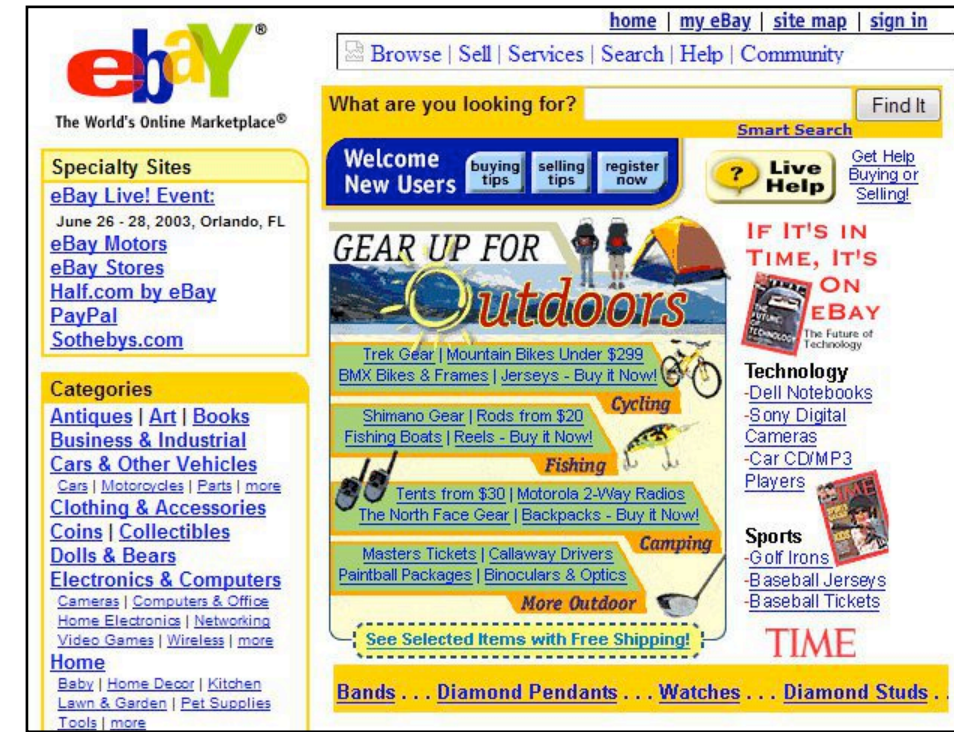 home | my eBay | site map | sign in
ebaY®
The World's Online Marketplace®
Browse | Sell | Services | Search | Help | Community
What are you looking for? Find It
Smart Search
Welcome
New Users
buying
tips
selling
tips
register
now
? Live
Help
Get Help
Buying or
Selling!
Specialty Sites
eBay Live! Event:
June 26 - 28, 2003, Orlando, FL
eBay Motors
eBay Stores
Half.com by eBay
PayPal
Sothebys.com
Categories
Antiques | Art | Books
Business & Industrial
Cars & Other Vehicles
Cars | Motorcycles | Parts | more
Clothing & Accessories
Coins | Collectibles
Dolls & Bears
Electronics & Computers
Cameras | Computers & Office
Home Electronics | Networking
Video Games | Wireless | more
Home
Baby | Home Decor | Kitchen
Lawn & Garden | Pet Supplies
Tools | more
GEAR UP FOR
Outdoors
Trek Gear | Mountain Bikes Under $299
BMX Bikes & Frames | Jerseys - Buy it Now!
Cycling
Shimano Gear | Rods from $20
Fishing Boats | Reels - Buy it Now!
Fishing
Tents from $30 | Motorola 2-Way Radios
The North Face Gear | Backpacks - Buy it Now!
Camping
Masters Tickets | Callaway Drivers
Paintball Packages | Binoculars & Optics
More Outdoor
See Selected Items with Free Shipping!
IF IT'S IN
TIME, IT'S
ON
EBAY
THE
FUTURE
OF
TECHNOLOGY
The Future of
Technology
Technology
-Dell Notebooks
-Sony Digital
Cameras
-Car CD/MP3
Players
TIME
Sports
-Golf Irons
-Baseball Jerseys
-Baseball Tickets
TIME
Bands . . . Diamond Pendants . . . Watches . . . Diamond Studs . .